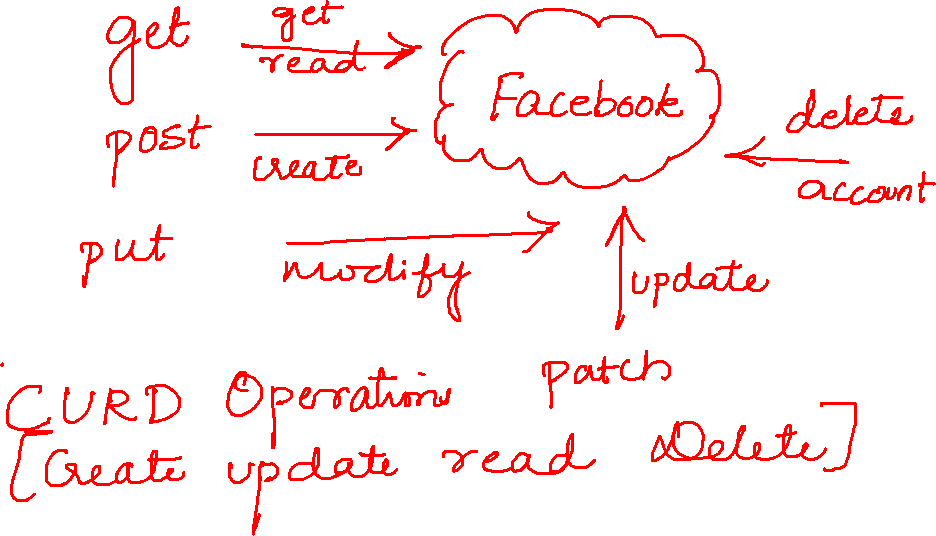 get
get
read
Facebook
post
create
delete
account
put
modify
update
patch
CURD Operation
[Create update read Delete]